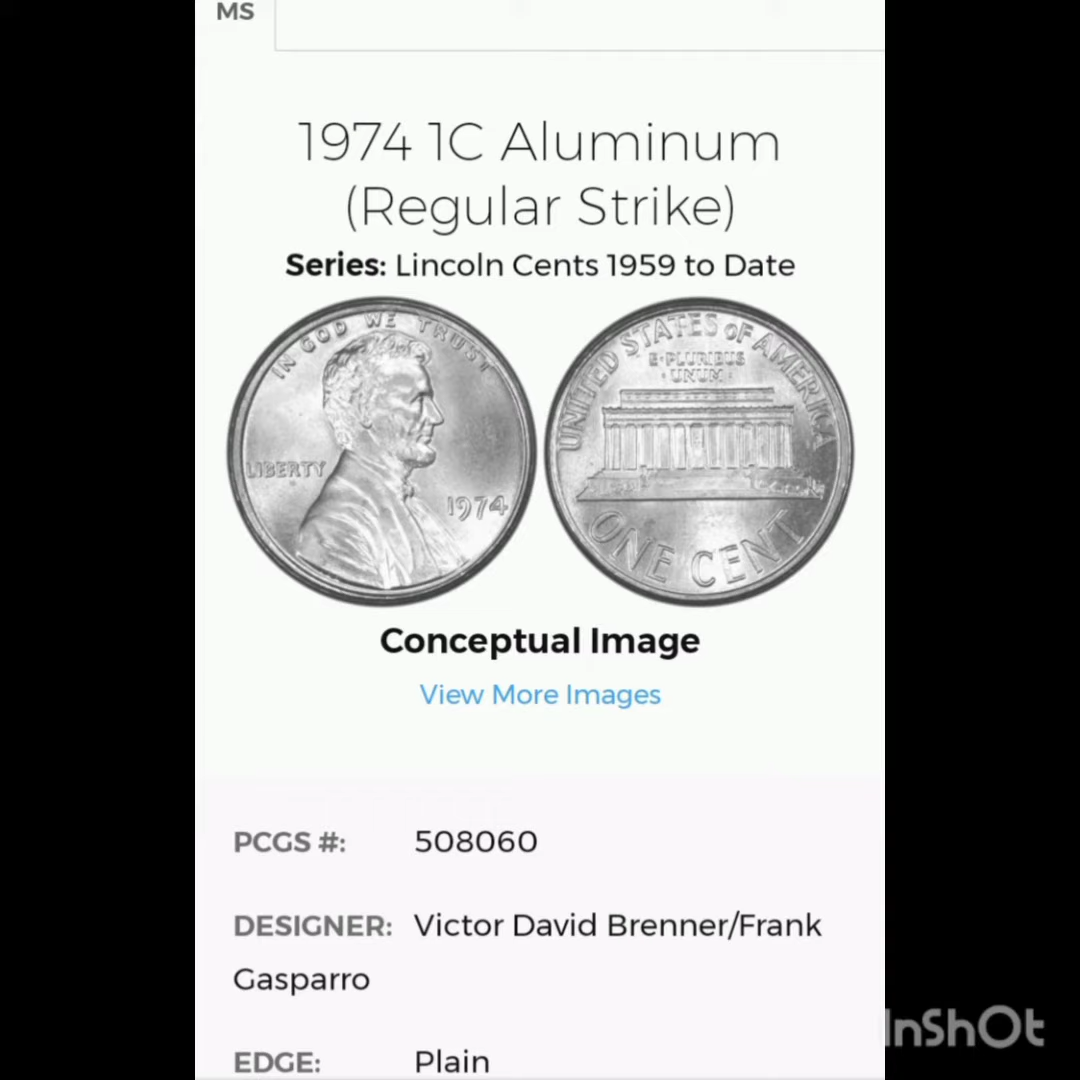 MS
1974 1C Aluminum
(Regular Strike)
Series: Lincoln Cents 1959 to Date
IN GOD WE TRUST
LIBERTY
1974
UNITED STATES OF AMERICA
E·PLURIBUS
·UNUM·
ONE CENT
Conceptual Image
View More Images
PCGS #: 508060
DESIGNER: Victor David Brenner/Frank
Gasparro
EDGE: Plain
InShOt